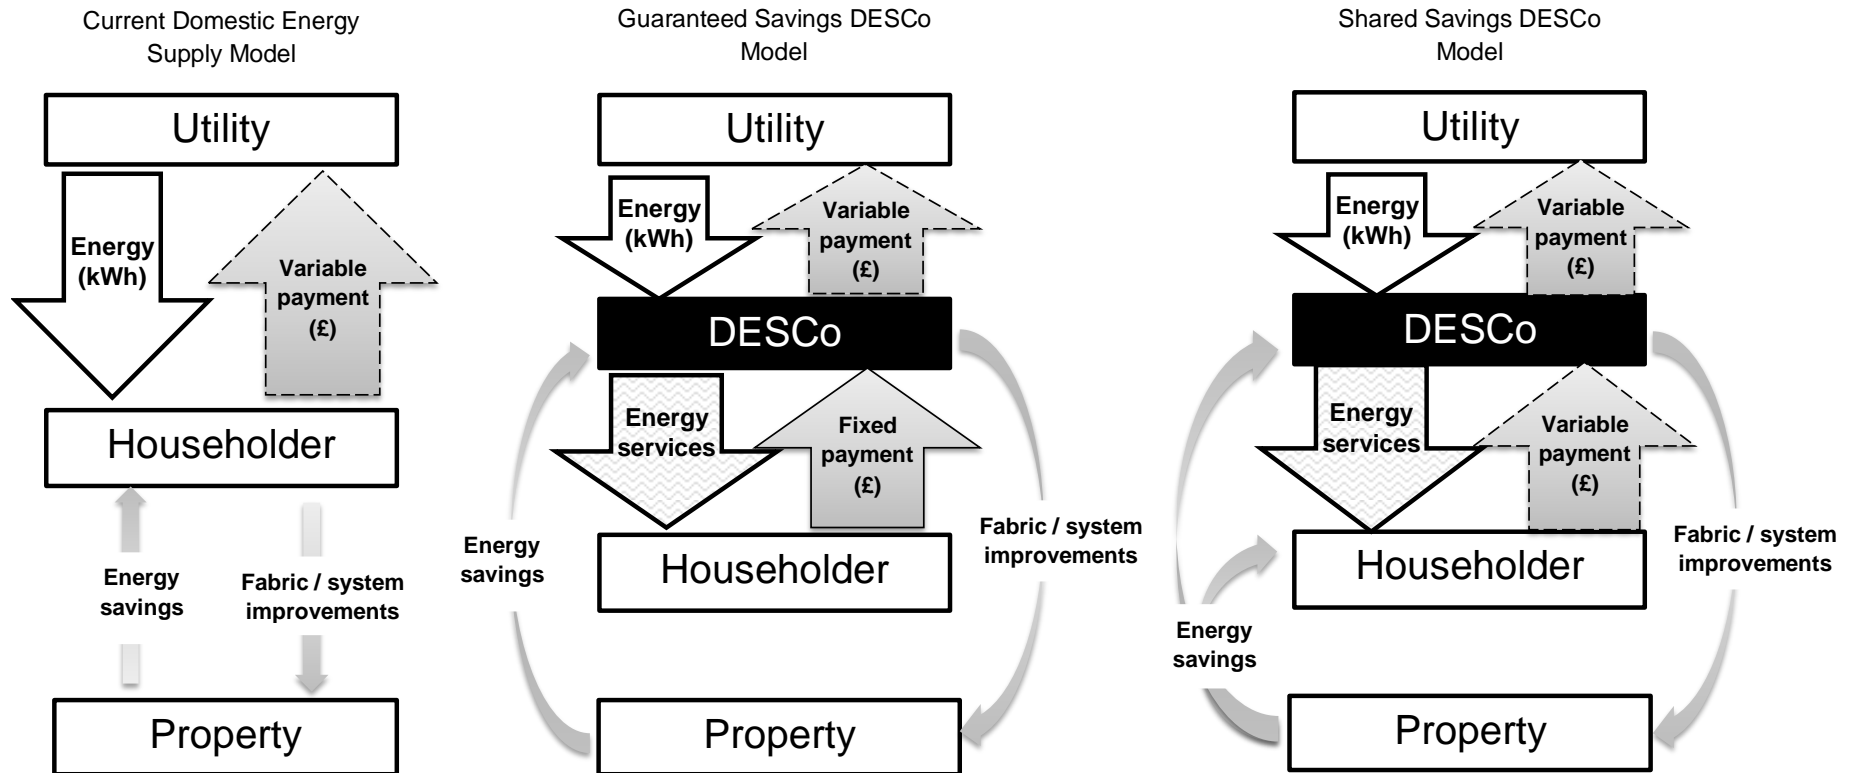 Current Domestic Energy
Supply Model
Utility
Energy
(kWh)
Variable
payment
(£)
Householder
Energy
savings
Fabric / system
improvements
Property
Guaranteed Savings DESCo
Model
Utility
Energy
(kWh)
Variable
payment
(£)
DESCo
Energy
services
Fixed
payment
(£)
Energy
savings
Fabric / system
improvements
Householder
Property
Shared Savings DESCo
Model
Utility
Energy
(kWh)
Variable
payment
(£)
DESCo
Energy
services
Variable
payment
(£)
Fabric / system
improvements
Householder
Energy
savings
Property